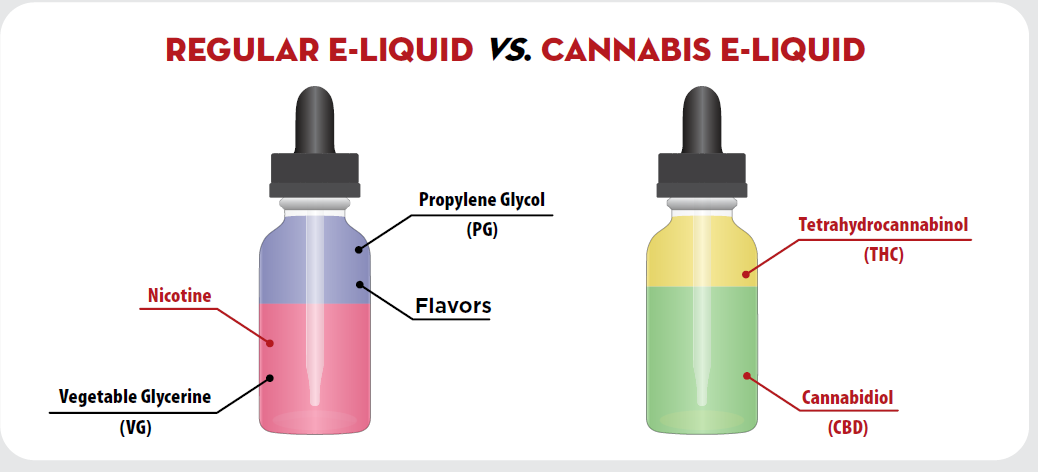 REGULAR E-LIQUID VS. CANNABIS E-LIQUID
Propylene Glycol
(PG)
Flavors
Nicotine
Vegetable Glycerine
(VG)
Tetrahydrocannabinol
(THC)
Cannabidiol
(CBD)